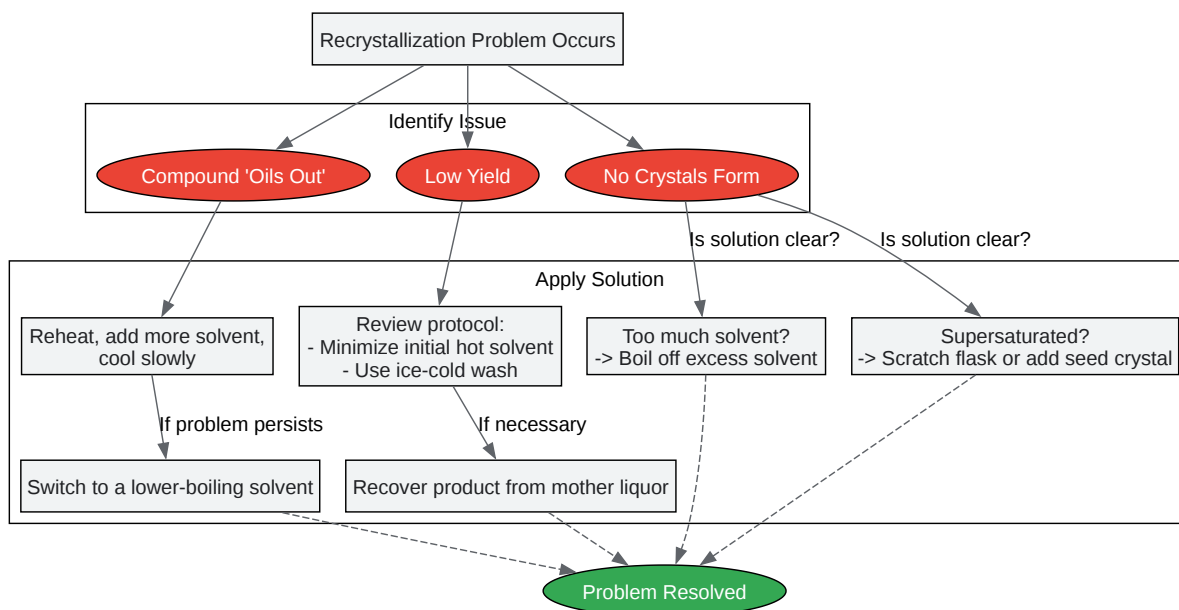 Recrystallization Problem Occurs
Identify Issue
Compound 'Oils Out'
Low Yield
No Crystals Form
Is solution clear?
Is solution clear?
Apply Solution
Reheat, add more solvent,
cool slowly
Review protocol:
- Minimize initial hot solvent
- Use ice-cold wash
Too much solvent?
-> Boil off excess solvent
Supersaturated?
-> Scratch flask or add seed crystal
If problem persists
If necessary
Switch to a lower-boiling solvent
Recover product from mother liquor
Problem Resolved